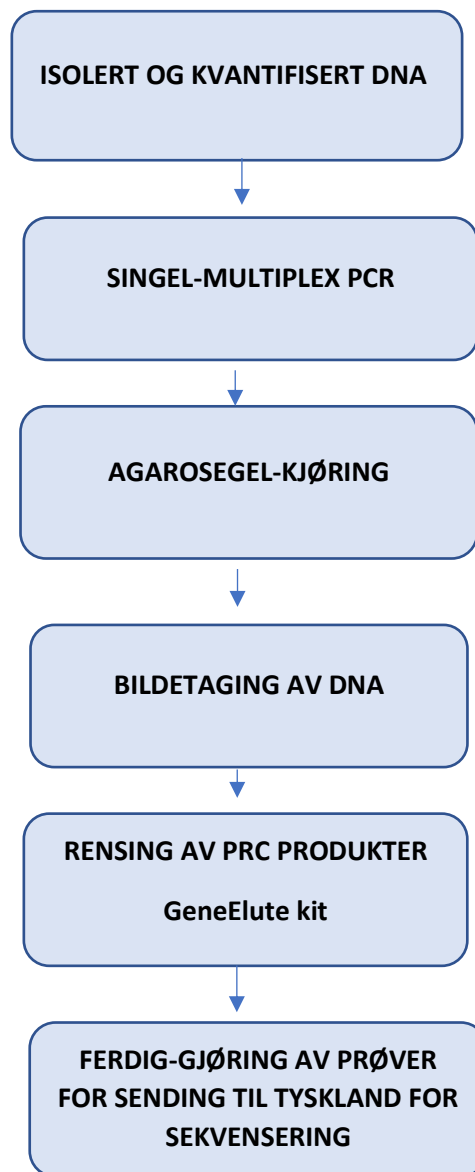 ISOLERT OG KVANTIFISERT DNA
SINGEL-MULTIPLEX PCR
AGAROSEGEL-KJØRING
BILDETAGING AV DNA
RENSING AV PRC PRODUKTER
GeneElute kit
FERDIG-GJØRING AV PRØVER
FOR SENDING TIL TYSKLAND FOR
SEKVENSERING